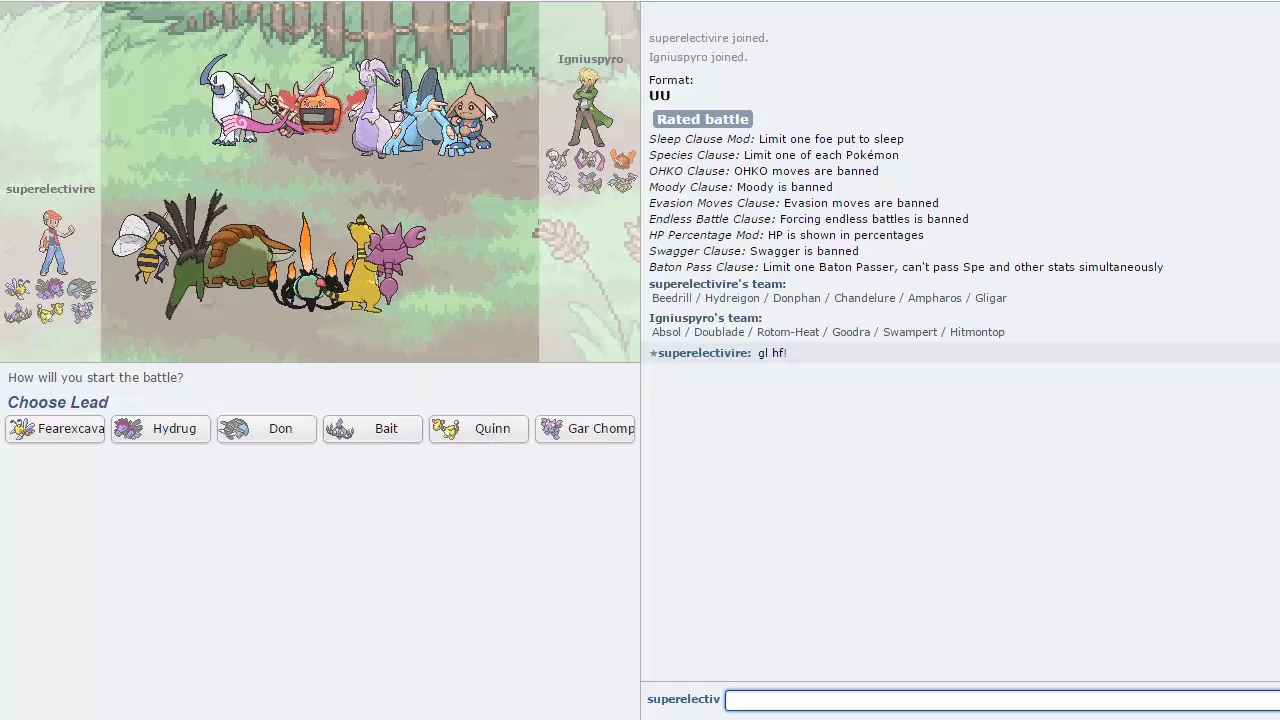 superelectivire joined.
Igniuspyro joined.
Format:
UU
Rated battle
Sleep Clause Mod: Limit one foe put to sleep
Species Clause: Limit one of each Pokémon
OHKO Clause: OHKO moves are banned
Moody Clause: Moody is banned
Evasion Moves Clause: Evasion moves are banned
Endless Battle Clause: Forcing endless battles is banned
HP Percentage Mod: HP is shown in percentages
Swagger Clause: Swagger is banned
Baton Pass Clause: Limit one Baton Passer, can't pass Spe and other stats simultaneously
superelectivire's team:
Beedrill / Hydreigon / Donphan / Chandelure / Ampharos / Gligar
Igniuspyro's team:
Absol / Doublade / Rotom-Heat / Goodra / Swampert / Hitmontop
★superelectivire: gl hf!
Igniuspyro
superelectivire
How will you start the battle?
Choose Lead
Fearexcava
Hydrug
Don
Bait
Quinn
Gar Chomp
superelectiv